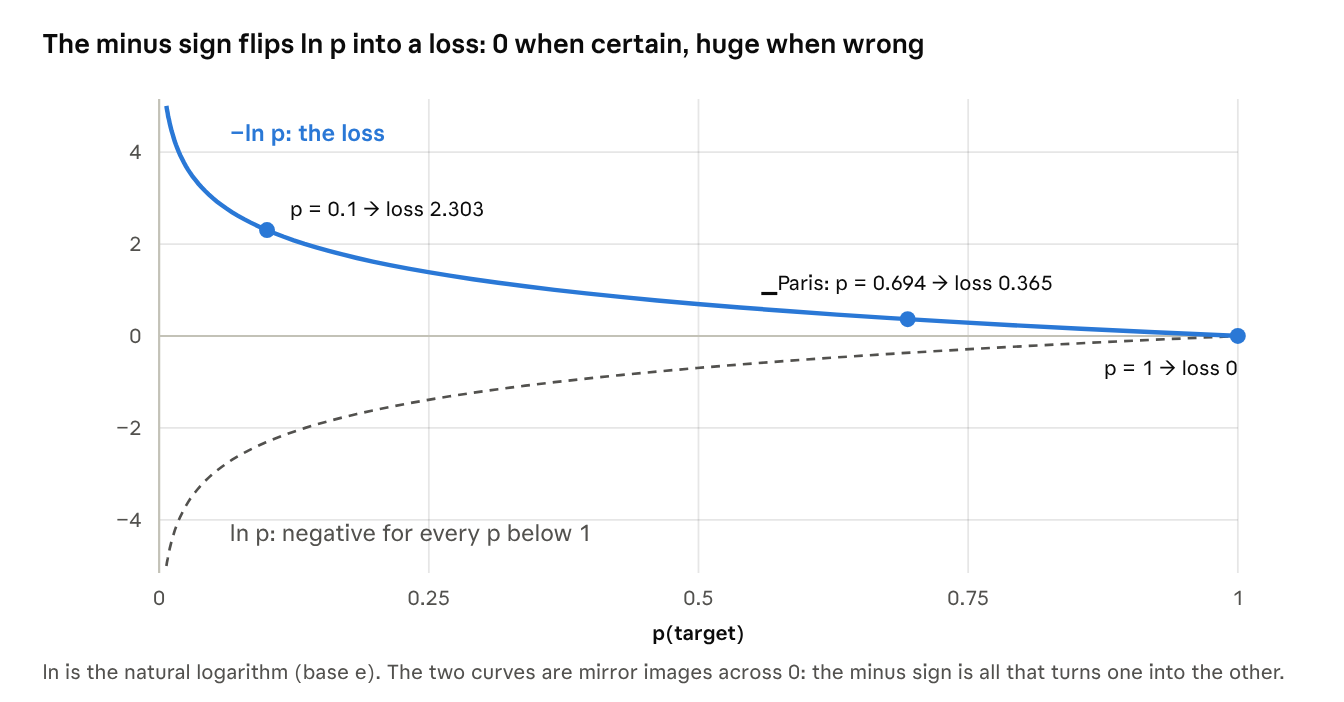 The minus sign flips ln p into a loss: 0 when certain, huge when wrong
−ln p: the loss
4
p = 0.1 → loss 2.303
2
_Paris: p = 0.694 → loss 0.365
0
p = 1 → loss 0
−2
−4
ln p: negative for every p below 1
0 0.25 0.5 0.75 1
p(target)
ln is the natural logarithm (base e). The two curves are mirror images across 0: the minus sign is all that turns one into the other.